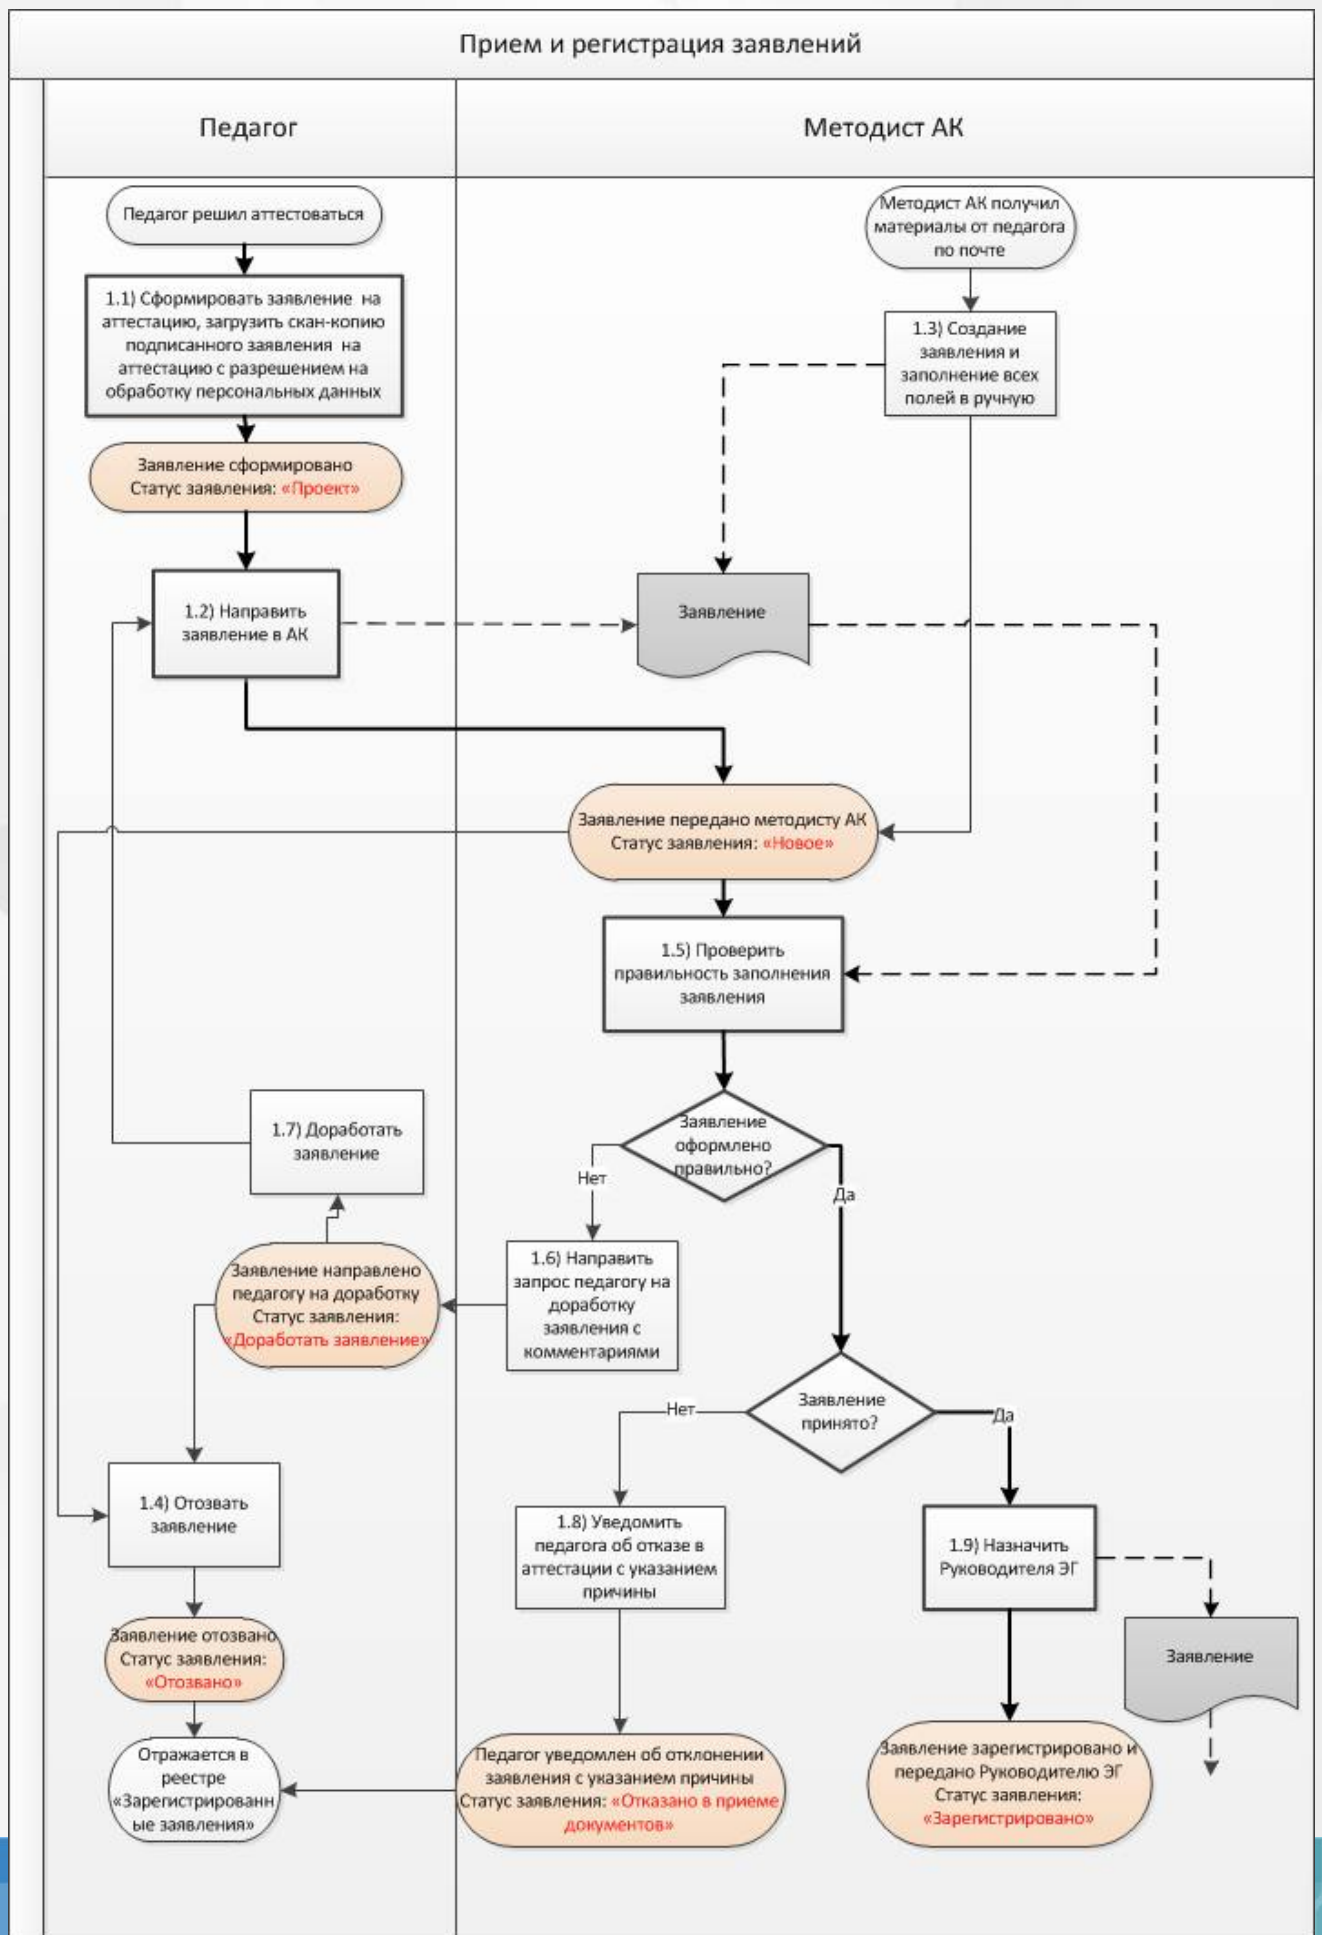 Прием и регистрация заявлений
Педагог
Методист АК
Педагог решил аттестоваться
Методист АК получил
материалы от педагога
по почте
1.1) Сформировать заявление на
аттестацию, загрузить скан-копию
подписанного заявления на
аттестацию с разрешением на
обработку персональных данных
1.3) Создание
заявления и
заполнение всех
полей в ручную
Заявление сформировано
Статус заявления: «Проект»
1.2) Направить
заявление в АК
Заявление
Заявление передано методисту АК
Статус заявления: «Новое»
1.5) Проверить
правильность заполнения
заявления
Заявление
оформлено
правильно?
Нет
Да
1.7) Доработать
заявление
1.6) Направить
запрос педагогу на
доработку
заявления с
комментариями
Заявление направлено
педагогу на доработку
Статус заявления:
«Доработать заявление»
Заявление
принято?
Нет
Да
1.4) Отозвать
заявление
1.8) Уведомить
педагога об отказе в
аттестации с указанием
причины
1.9) Назначить
Руководителя ЭГ
Заявление отозвано
Статус заявления:
«Отозвано»
Заявление
Отражается в
реестре
«Зарегистрированн
ые заявления»
Педагог уведомлен об отклонении
заявления с указанием причины
Статус заявления: «Отказано в приеме
документов»
Заявление зарегистрировано и
передано Руководителю ЭГ
Статус заявления:
«Зарегистрировано»